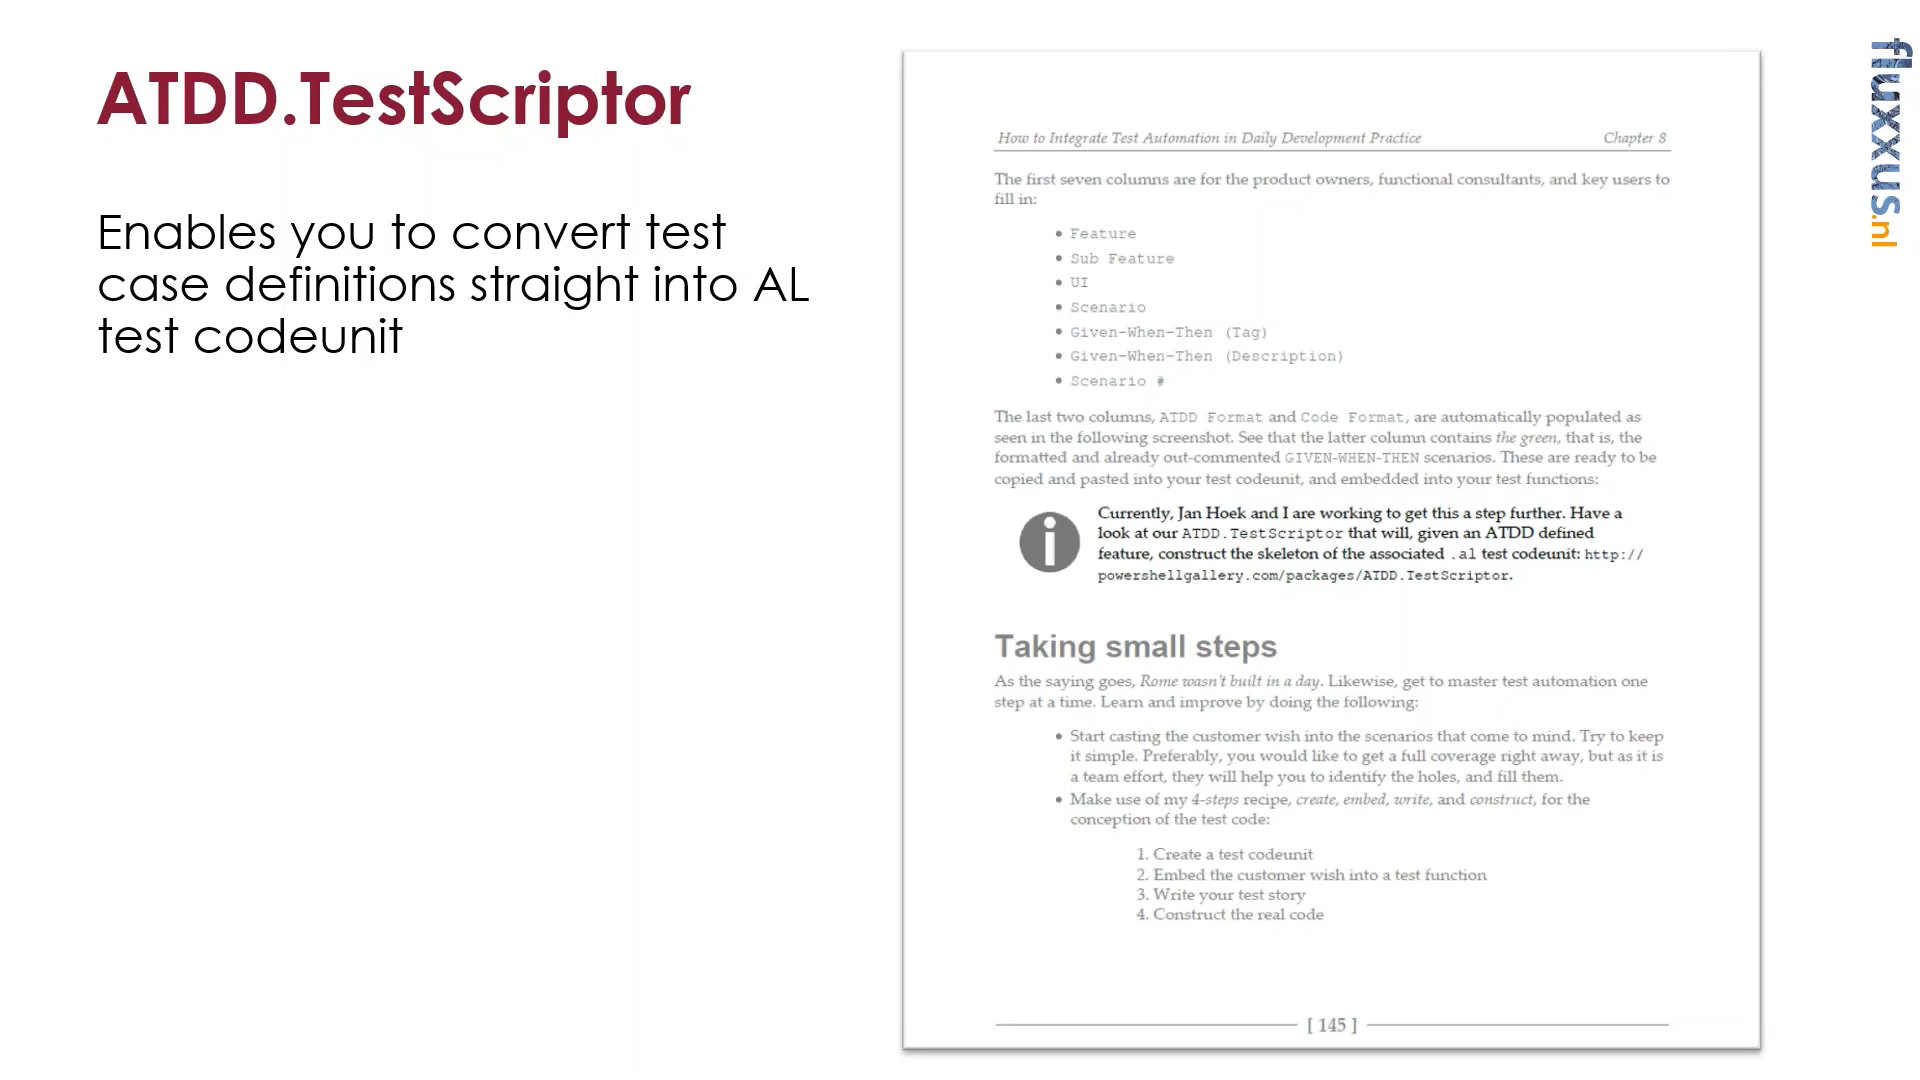 ATDD.TestScriptor
Enables you to convert test
case definitions straight into AL
test codeunit
How to Integrate Test Automation in Daily Development Practice Chapter 8
The first seven columns are for the product owners, functional consultants, and key users to
fill in:
• Feature
• Sub Feature
• UI
• Scenario
• Given-When-Then (Tag)
• Given-When-Then (Description)
• Scenario #
The last two columns, ATDD Format and Code Format, are automatically populated as
seen in the following screenshot. See that the latter column contains the green, that is, the
formatted and already out-commented GIVEN-WHEN-THEN scenarios. These are ready to be
copied and pasted into your test codeunit, and embedded into your test functions:
Currently, Jan Hoek and I are working to get this a step further. Have a
look at our ATDD.TestScriptor that will, given an ATDD defined
feature, construct the skeleton of the associated .al test codeunit: http://
powershellgallery.com/packages/ATDD.TestScriptor.
Taking small steps
As the saying goes, Rome wasn't built in a day. Likewise, get to master test automation one
step at a time. Learn and improve by doing the following:
• Start casting the customer wish into the scenarios that come to mind. Try to keep
it simple. Preferably, you would like to get a full coverage right away, but as it is
a team effort, they will help you to identify the holes, and fill them.
• Make use of my 4-steps recipe, create, embed, write, and construct, for the
conception of the test code:
1. Create a test codeunit
2. Embed the customer wish into a test function
3. Write your test story
4. Construct the real code
[ 145 ]
fluxxus.nl